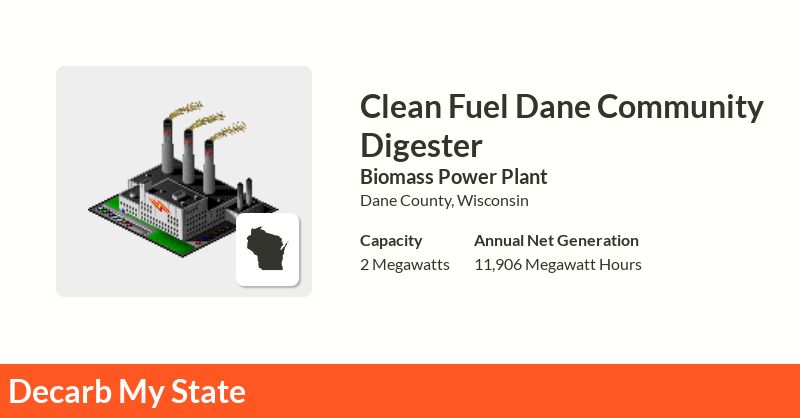 Clean Fuel Dane Community
Digester
Biomass Power Plant
Dane County, Wisconsin
Capacity
2 Megawatts
Annual Net Generation
11,906 Megawatt Hours
Decarb My State